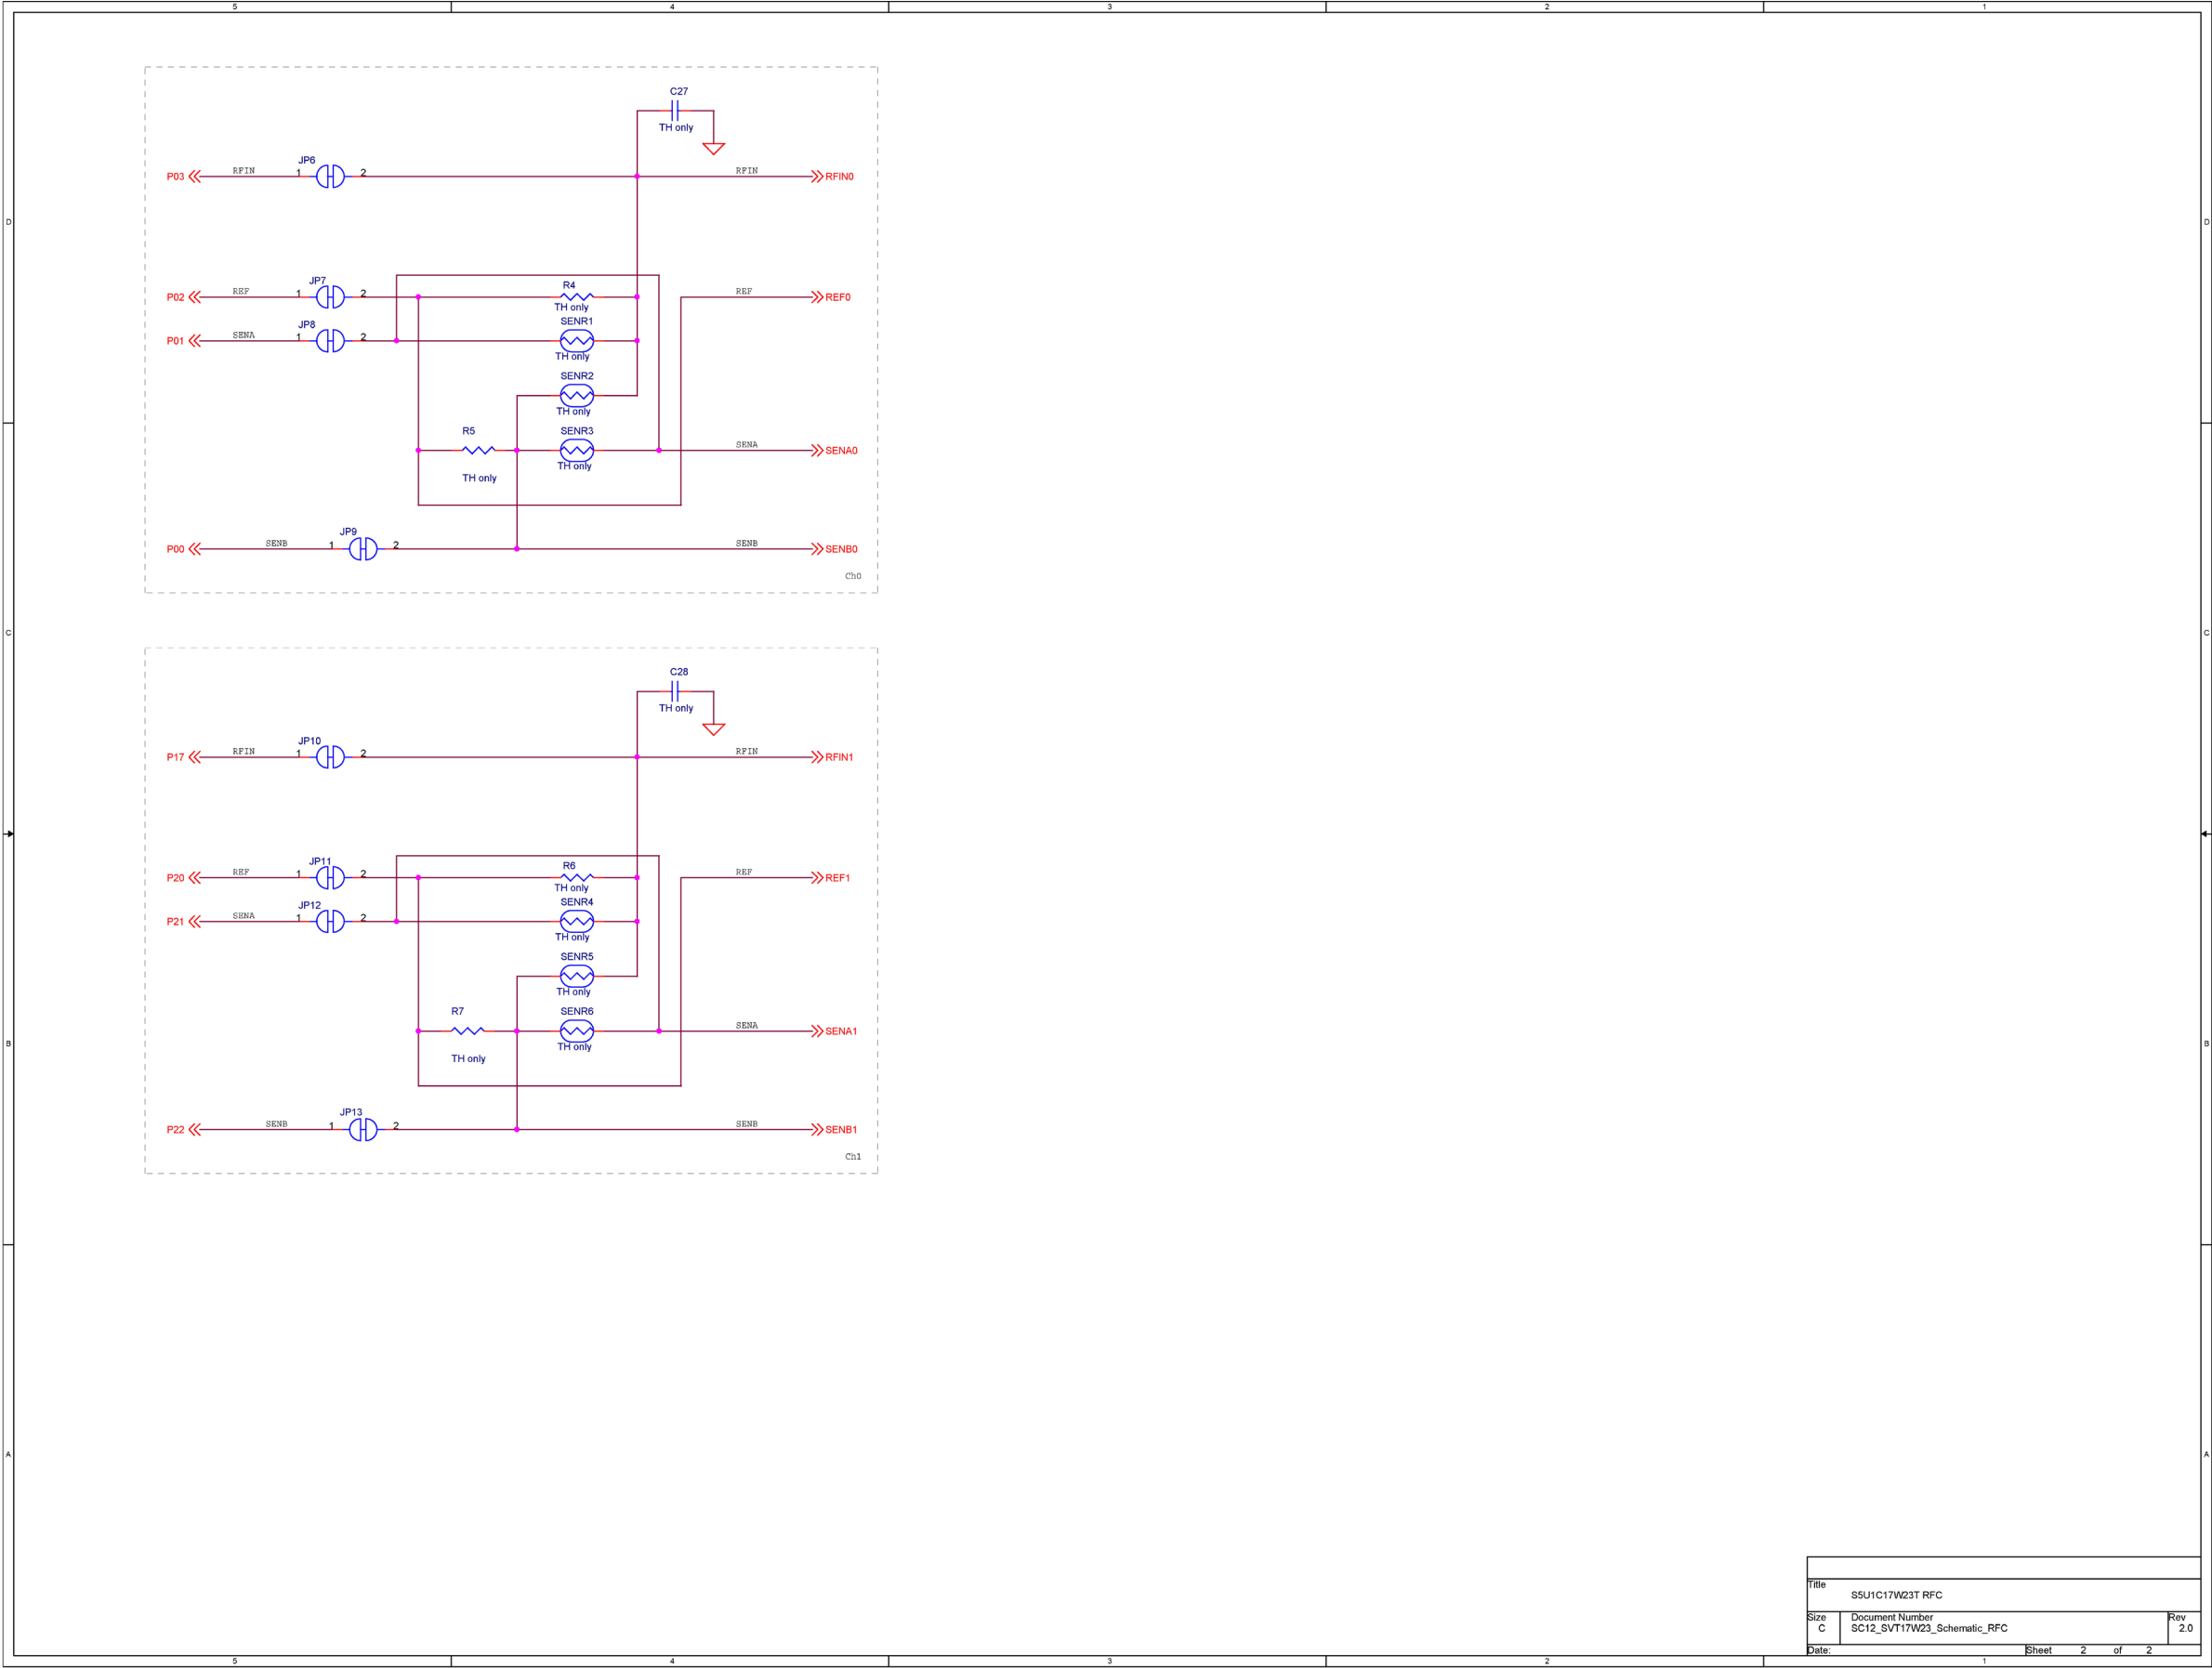 5 4 3 2 1
C27
TH only
JP6
P03 RFIN 1 2 RFIN RFIN0
D D
JP7 R4
P02 REF 1 2 REF REF0
TH only
JP8 SENR1
P01 SENA 1 2
TH only
SENR2
TH only
R5 SENR3
SENA SENA0
TH only
TH only
JP9
P00 SENB 1 2 SENB SENB0
Ch0
C C
C28
TH only
JP10
P17 RFIN 1 2 RFIN RFIN1
JP11 R6
P20 REF 1 2 REF REF1
TH only
JP12 SENR4
P21 SENA 1 2
TH only
SENR5
TH only
R7 SENR6
SENA SENA1
TH only
TH only
B B
JP13
P22 SENB 1 2 SENB SENB1
Ch1
A A
Title
S5U1C17W23T RFC
Size Document Number Rev
C SC12_SVT17W23_Schematic_RFC 2.0
Date: Sheet 2 of 2
5 4 3 2 1